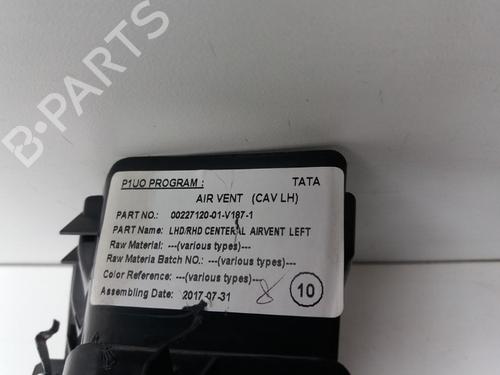 B-PARTS
P1UO PROGRAM : TATA
AIR VENT (CAV LH)
PART NO.: 00227120-01-V187-1
PART Name: LHD/RHD CENTERAL AIRVENT LEFT
Raw Material: ---(various types)---
Raw Materia Batch NO.: ---(various types)---
Color Reference: ---(various types)---
Assembling Date: 2017-07-31
8
10